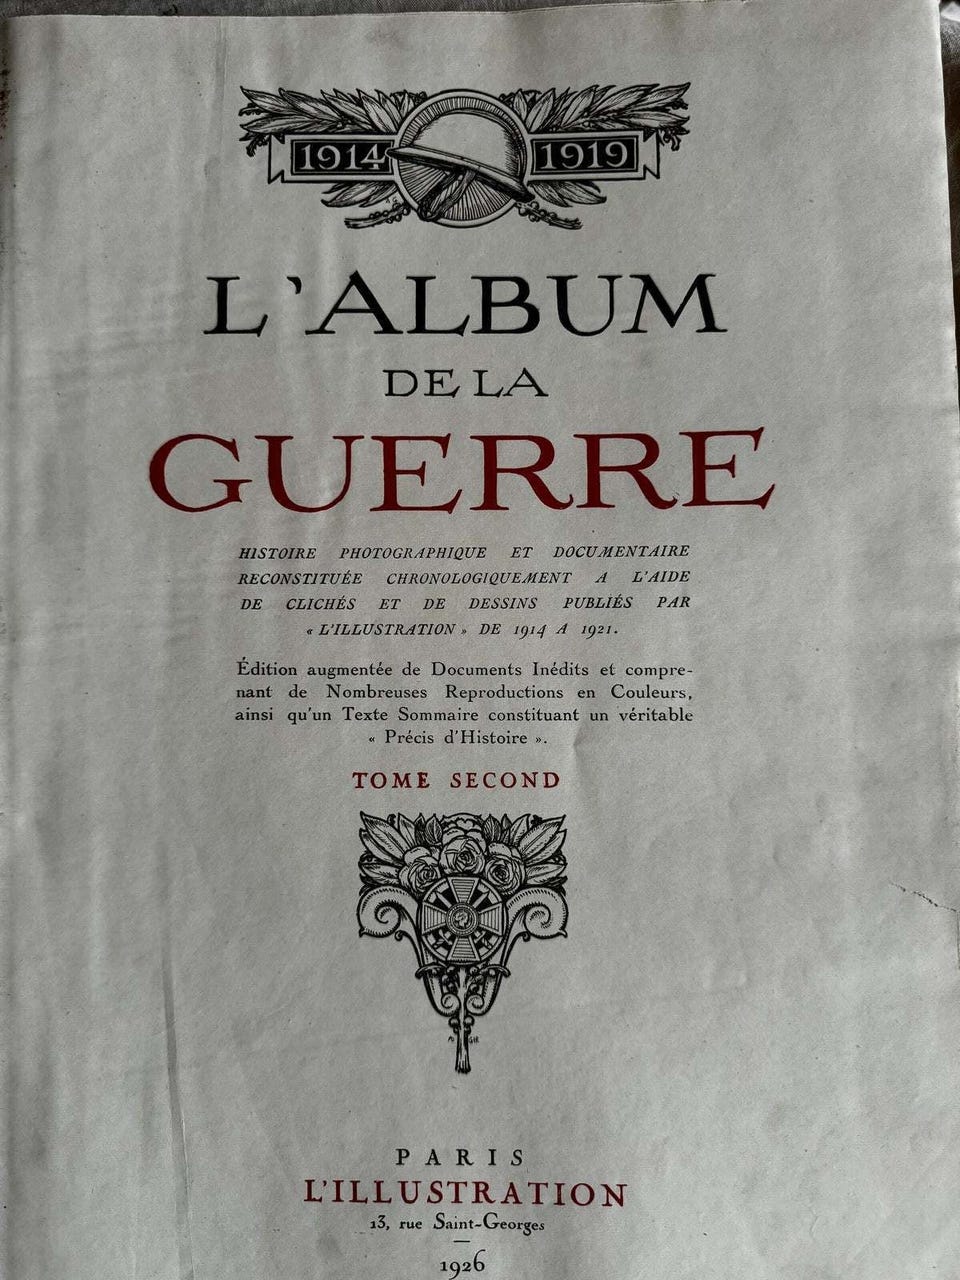 1914 1919
L'ALBUM
DE LA
GUERRE
HISTOIRE PHOTOGRAPHIQUE ET DOCUMENTAIRE
RECONSTITUÉE CHRONOLOGIQUEMENT A L'AIDE
DE CLICHÉS ET DE DESSINS PUBLIÉS PAR
« L'ILLUSTRATION » DE 1914 A 1921.
Édition augmentée de Documents Inédits et compre-
nant de Nombreuses Reproductions en Couleurs,
ainsi qu'un Texte Sommaire constituant un véritable
« Précis d'Histoire ».
TOME SECOND
PARIS
L'ILLUSTRATION
13, rue Saint-Georges
1926